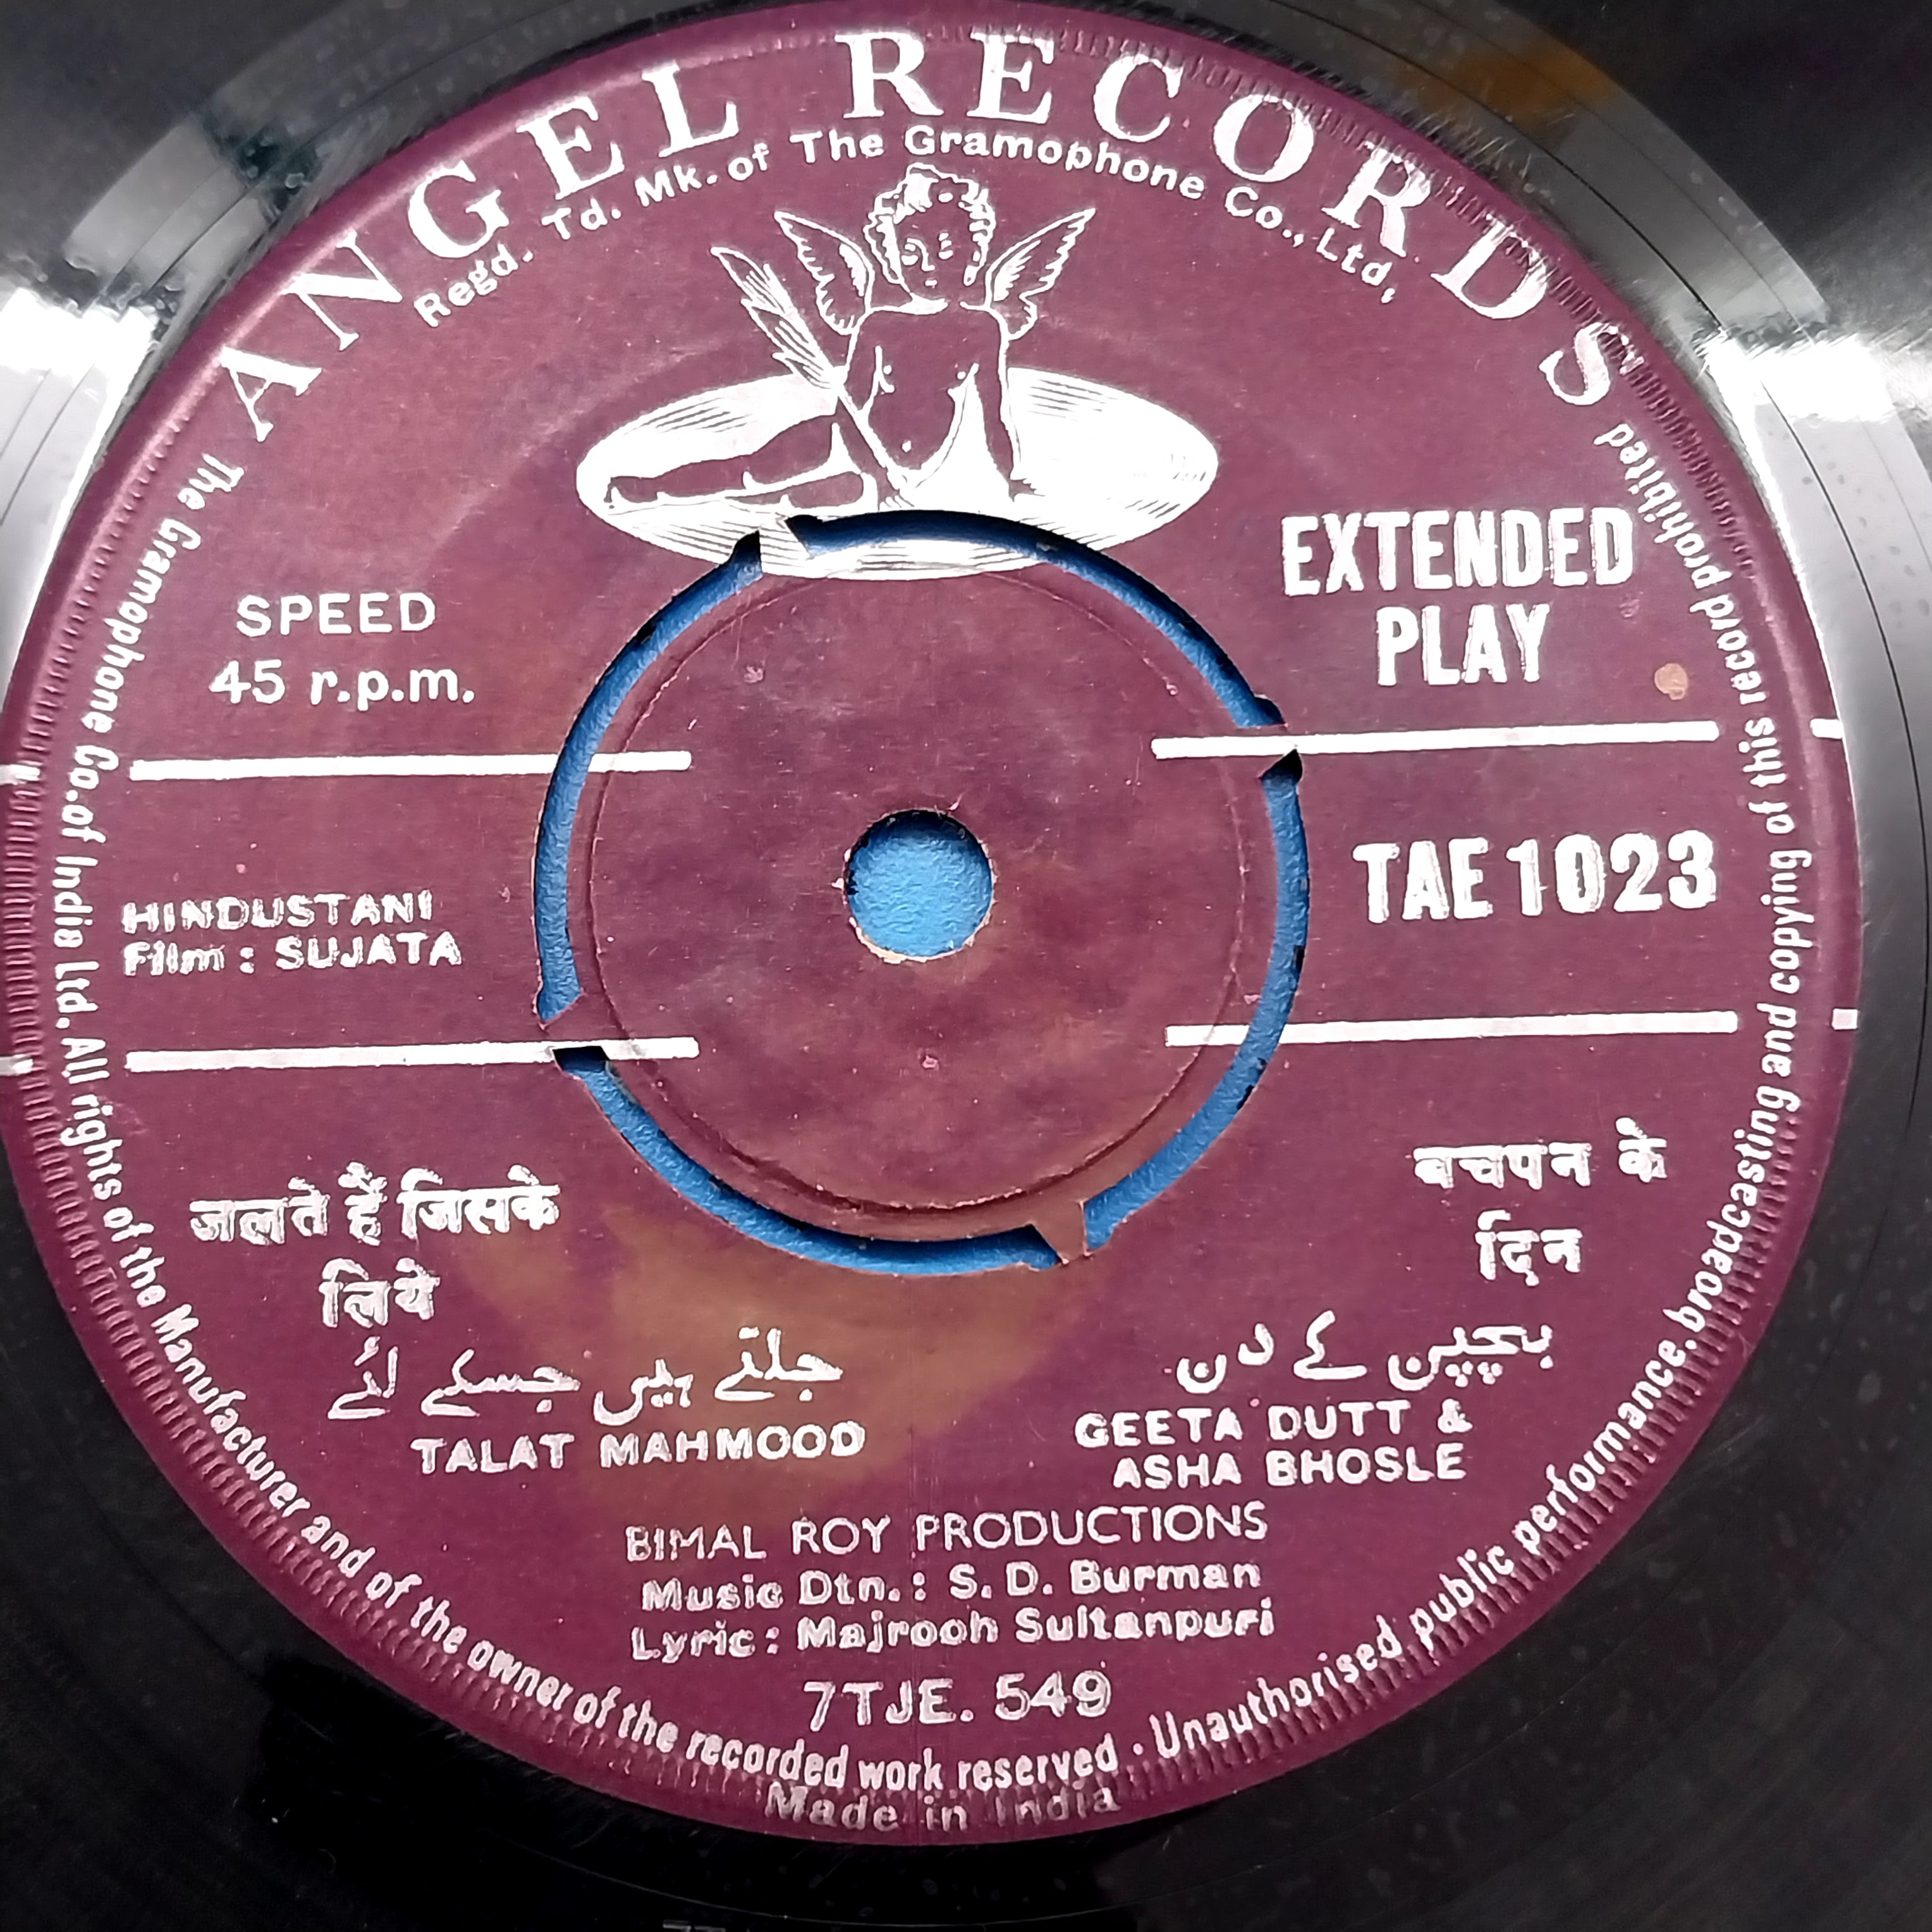 ANGEL RECORDS
Regd. Td. Mk. of The Gramophone Co., Ltd,
EXTENDED
PLAY
SPEED
45 r.p.m.
TAE 1023
HINDUSTANI
Film : SUJATA
जलते हैं जिसके
लिये
جلتے ہیں جسکے لئے
TALAT MAHMOOD
बचपन के
दिन
بچپن کے دن
GEETA DUTT &
ASHA BHOSLE
BIMAL ROY PRODUCTIONS
Music Dtn. : S. D. Burman
Lyric : Majrooh Sultanpuri
7TJE. 549
The Gramophone Co. of India Ltd. All rights of the Manufacturer and of the owner of the recorded work reserved · Unauthorised public performance. broadcasting and copying of this record prohibited
Made in India